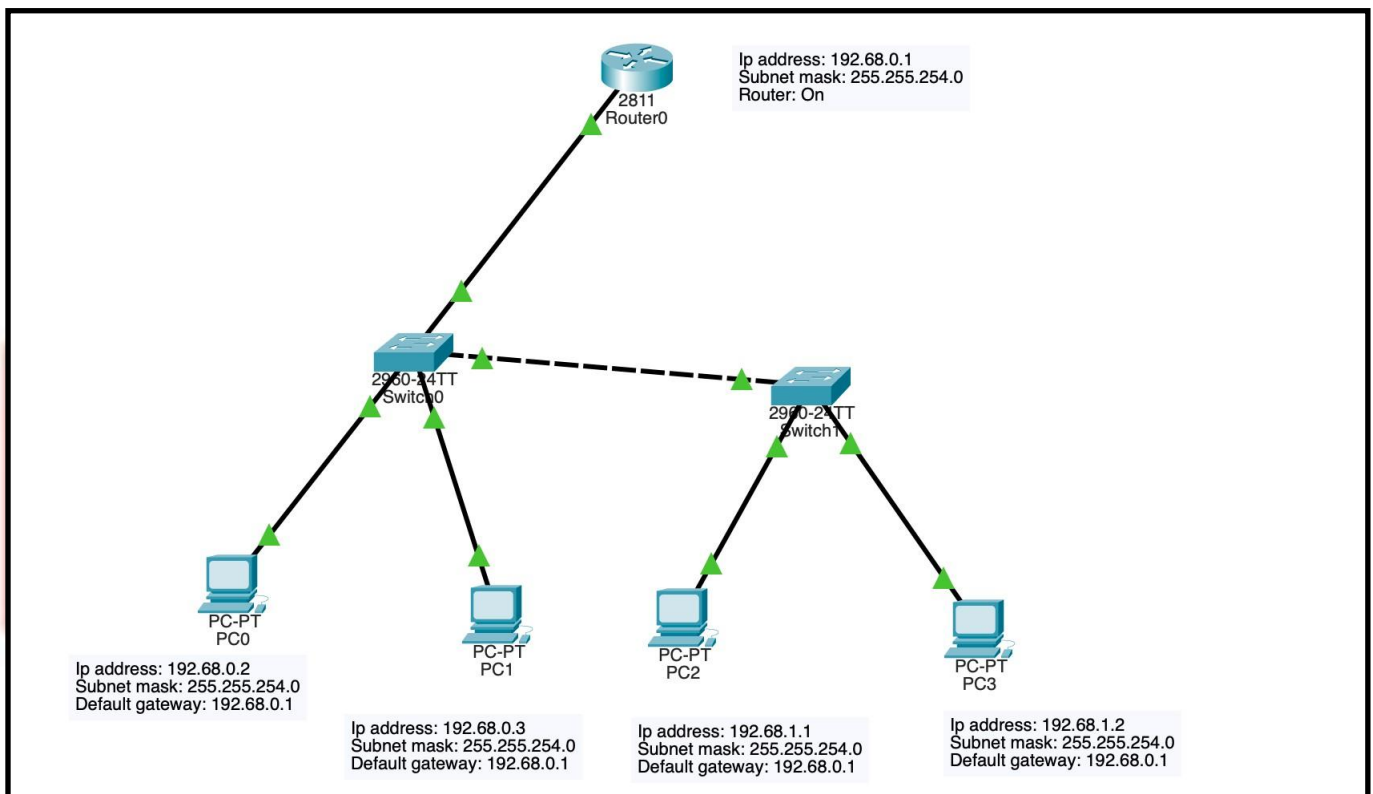 Ip address: 192.68.0.1
Subnet mask: 255.255.254.0
Router: On
2811
Router0
2960-24TT
Switch0
2960-24TT
Switch1
PC-PT
PC0
PC-PT
PC1
PC-PT
PC2
PC-PT
PC3
Ip address: 192.68.0.2
Subnet mask: 255.255.254.0
Default gateway: 192.68.0.1
Ip address: 192.68.0.3
Subnet mask: 255.255.254.0
Default gateway: 192.68.0.1
Ip address: 192.68.1.1
Subnet mask: 255.255.254.0
Default gateway: 192.68.0.1
Ip address: 192.68.1.2
Subnet mask: 255.255.254.0
Default gateway: 192.68.0.1